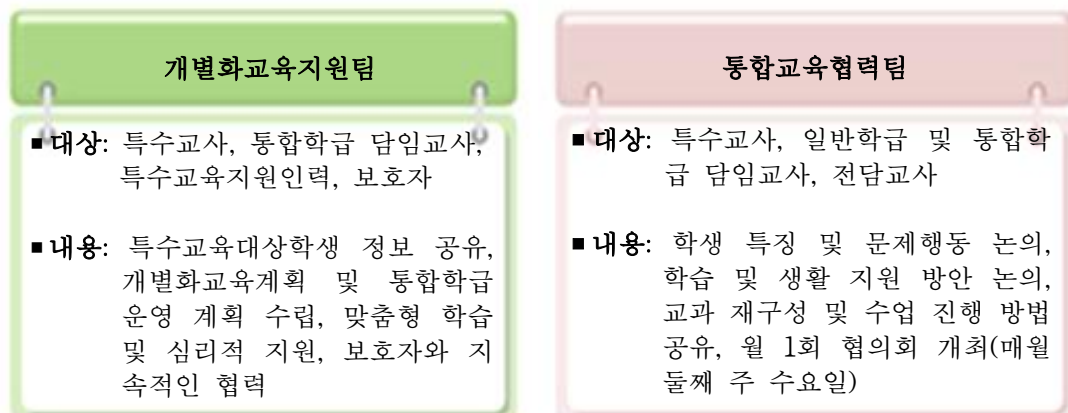 개별화교육지원팀
■대상: 특수교사, 통합학급 담임교사,
특수교육지원인력, 보호자
■내용: 특수교육대상학생 정보 공유,
개별화교육계획 및 통합학급
운영 계획 수립, 맞춤형 학습
및 심리적 지원, 보호자와 지
속적인 협력
통합교육협력팀
■대상: 특수교사, 일반학급 및 통합학
급 담임교사, 전담교사
■내용: 학생 특징 및 문제행동 논의,
학습 및 생활 지원 방안 논의,
교과 재구성 및 수업 진행 방법
공유, 월 1회 협의회 개최(매월
둘째 주 수요일)